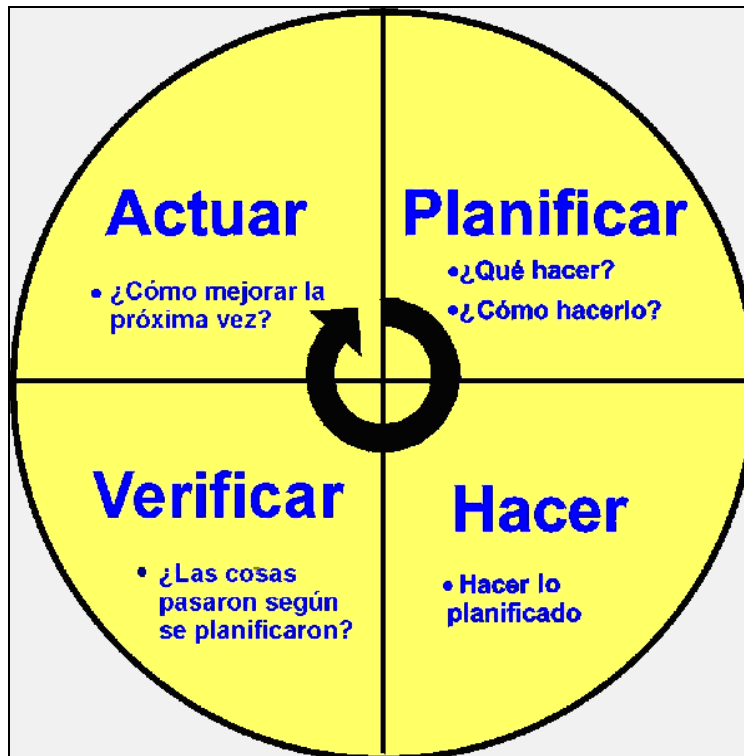 Actuar
• ¿Cómo mejorar la
próxima vez?
Planificar
•¿Qué hacer?
•¿Cómo hacerlo?
Verificar
• ¿Las cosas
pasaron según
se planificaron?
Hacer
• Hacer lo
planificado